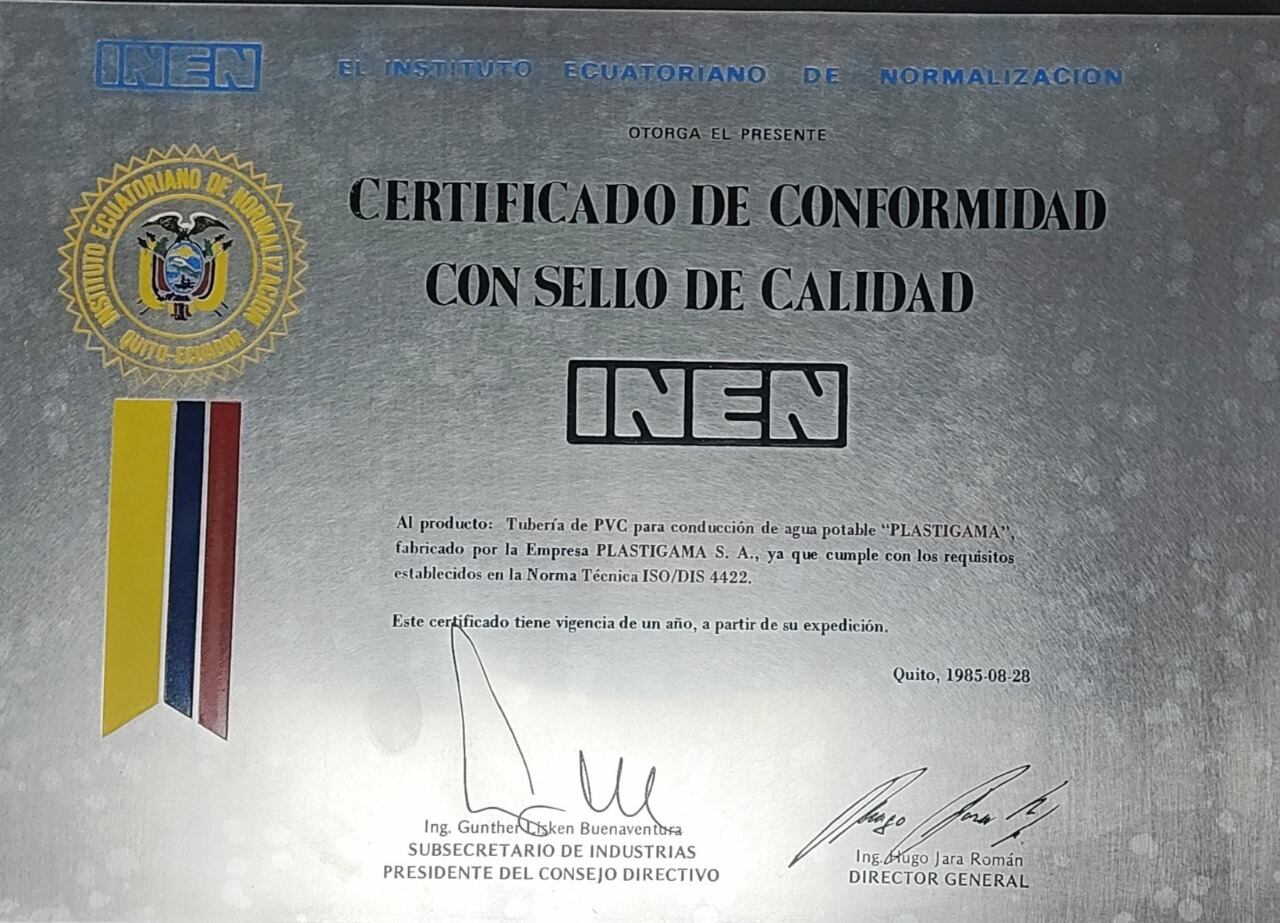 INEN
EL INSTITUTO ECUATORIANO DE NORMALIZACIÓN
OTORGA EL PRESENTE
INSTITUTO ECUATORIANO DE NORMALIZACION
QUITO-ECUADOR
CERTIFICADO DE CONFORMIDAD
CON SELLO DE CALIDAD
INEN
Al producto: Tubería de PVC para conducción de agua potable "PLASTIGAMA",
fabricado por la Empresa PLASTIGAMA S. A., ya que cumple con los requisitos
establecidos en la Norma Técnica ISO/DIS 4422.
Este certificado tiene vigencia de un año, a partir de su expedición.
Quito, 1985-08-28
Ing. Gunther Lisken Buenaventura
SUBSECRETARIO DE INDUSTRIAS
PRESIDENTE DEL CONSEJO DIRECTIVO
Hugo Jara R.
Ing. Hugo Jara Román
DIRECTOR GENERAL